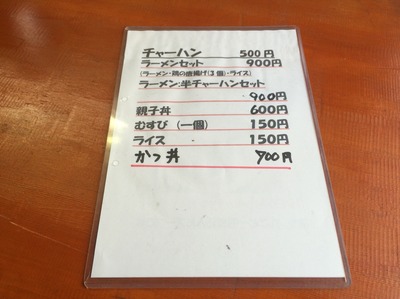 チャーハン 500円
ラーメンセット 900円
(ラーメン・鶏の唐揚げ(3個)・ライス)
ラーメン・半チャーハンセット
900円
親子丼 600円
むすび (一個) 150円
ライス 150円
かつ丼 700円